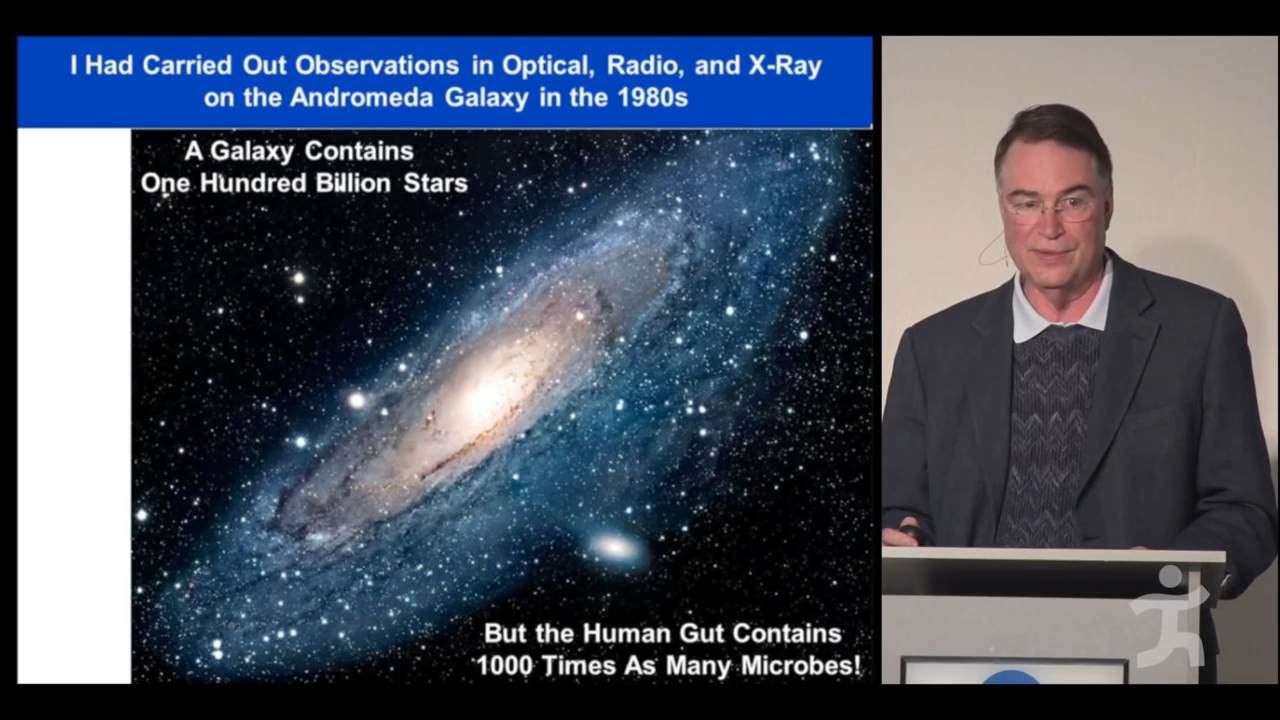 I Had Carried Out Observations in Optical, Radio, and X-Ray
on the Andromeda Galaxy in the 1980s
A Galaxy Contains
One Hundred Billion Stars
But the Human Gut Contains
1000 Times As Many Microbes!